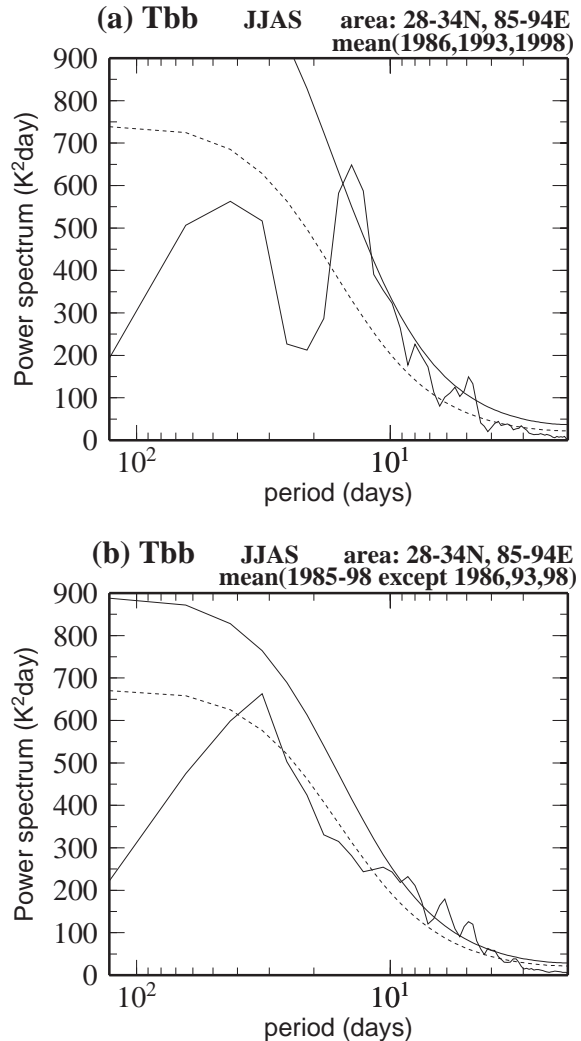 (a) Tbb JJAS area: 28-34N, 85-94E
mean(1986,1993,1998)
900
800
700
600
500
400
300
200
100
0
Power spectrum (K²day)
10² 10¹
period (days)
(b) Tbb JJAS area: 28-34N, 85-94E
mean(1985-98 except 1986,93,98)
900
800
700
600
500
400
300
200
100
0
Power spectrum (K²day)
10² 10¹
period (days)